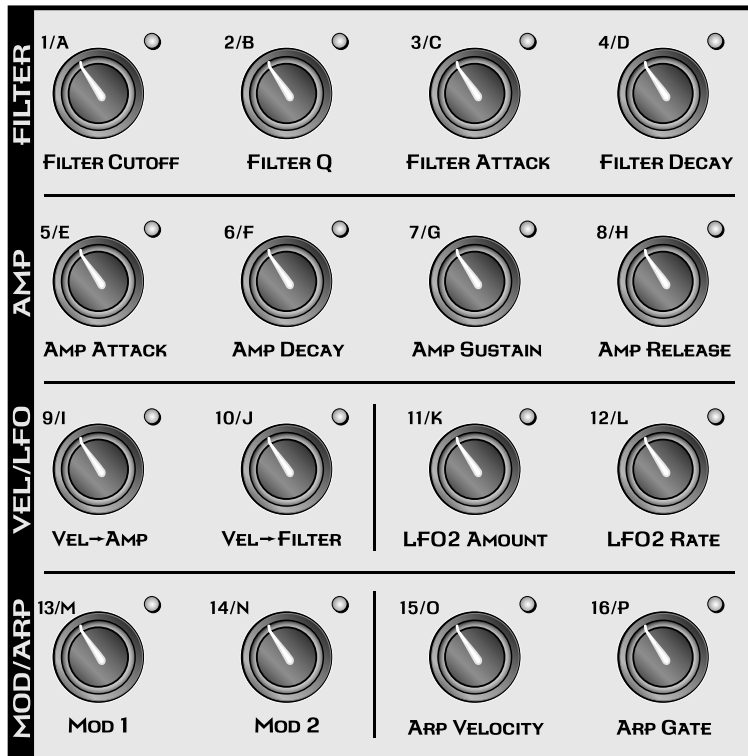 FILTER
1/A 2/B 3/C 4/D
FILTER CUTOFF FILTER Q FILTER ATTACK FILTER DECAY
AMP
5/E 6/F 7/G 8/H
AMP ATTACK AMP DECAY AMP SUSTAIN AMP RELEASE
VEL/LFO
9/I 10/J 11/K 12/L
VEL→AMP VEL→FILTER LFO2 AMOUNT LFO2 RATE
MOD/ARP
13/M 14/N 15/O 16/P
MOD 1 MOD 2 ARP VELOCITY ARP GATE